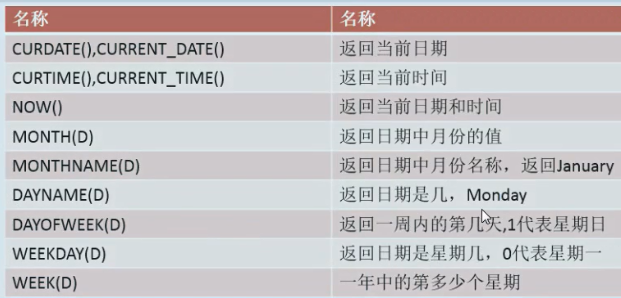 名称 名称
CURDATE(),CURRENT_DATE() 返回当前日期
CURTIME(),CURRENT_TIME() 返回当前时间
NOW() 返回当前日期和时间
MONTH(D) 返回日期中月份的值
MONTHNAME(D) 返回日期中月份名称，返回January
DAYNAME(D) 返回日期是几，Monday
DAYOFWEEK(D) 返回一周内的第几天,1代表星期日
WEEKDAY(D) 返回日期是星期几，0代表星期一
WEEK(D) 一年中的第多少个星期